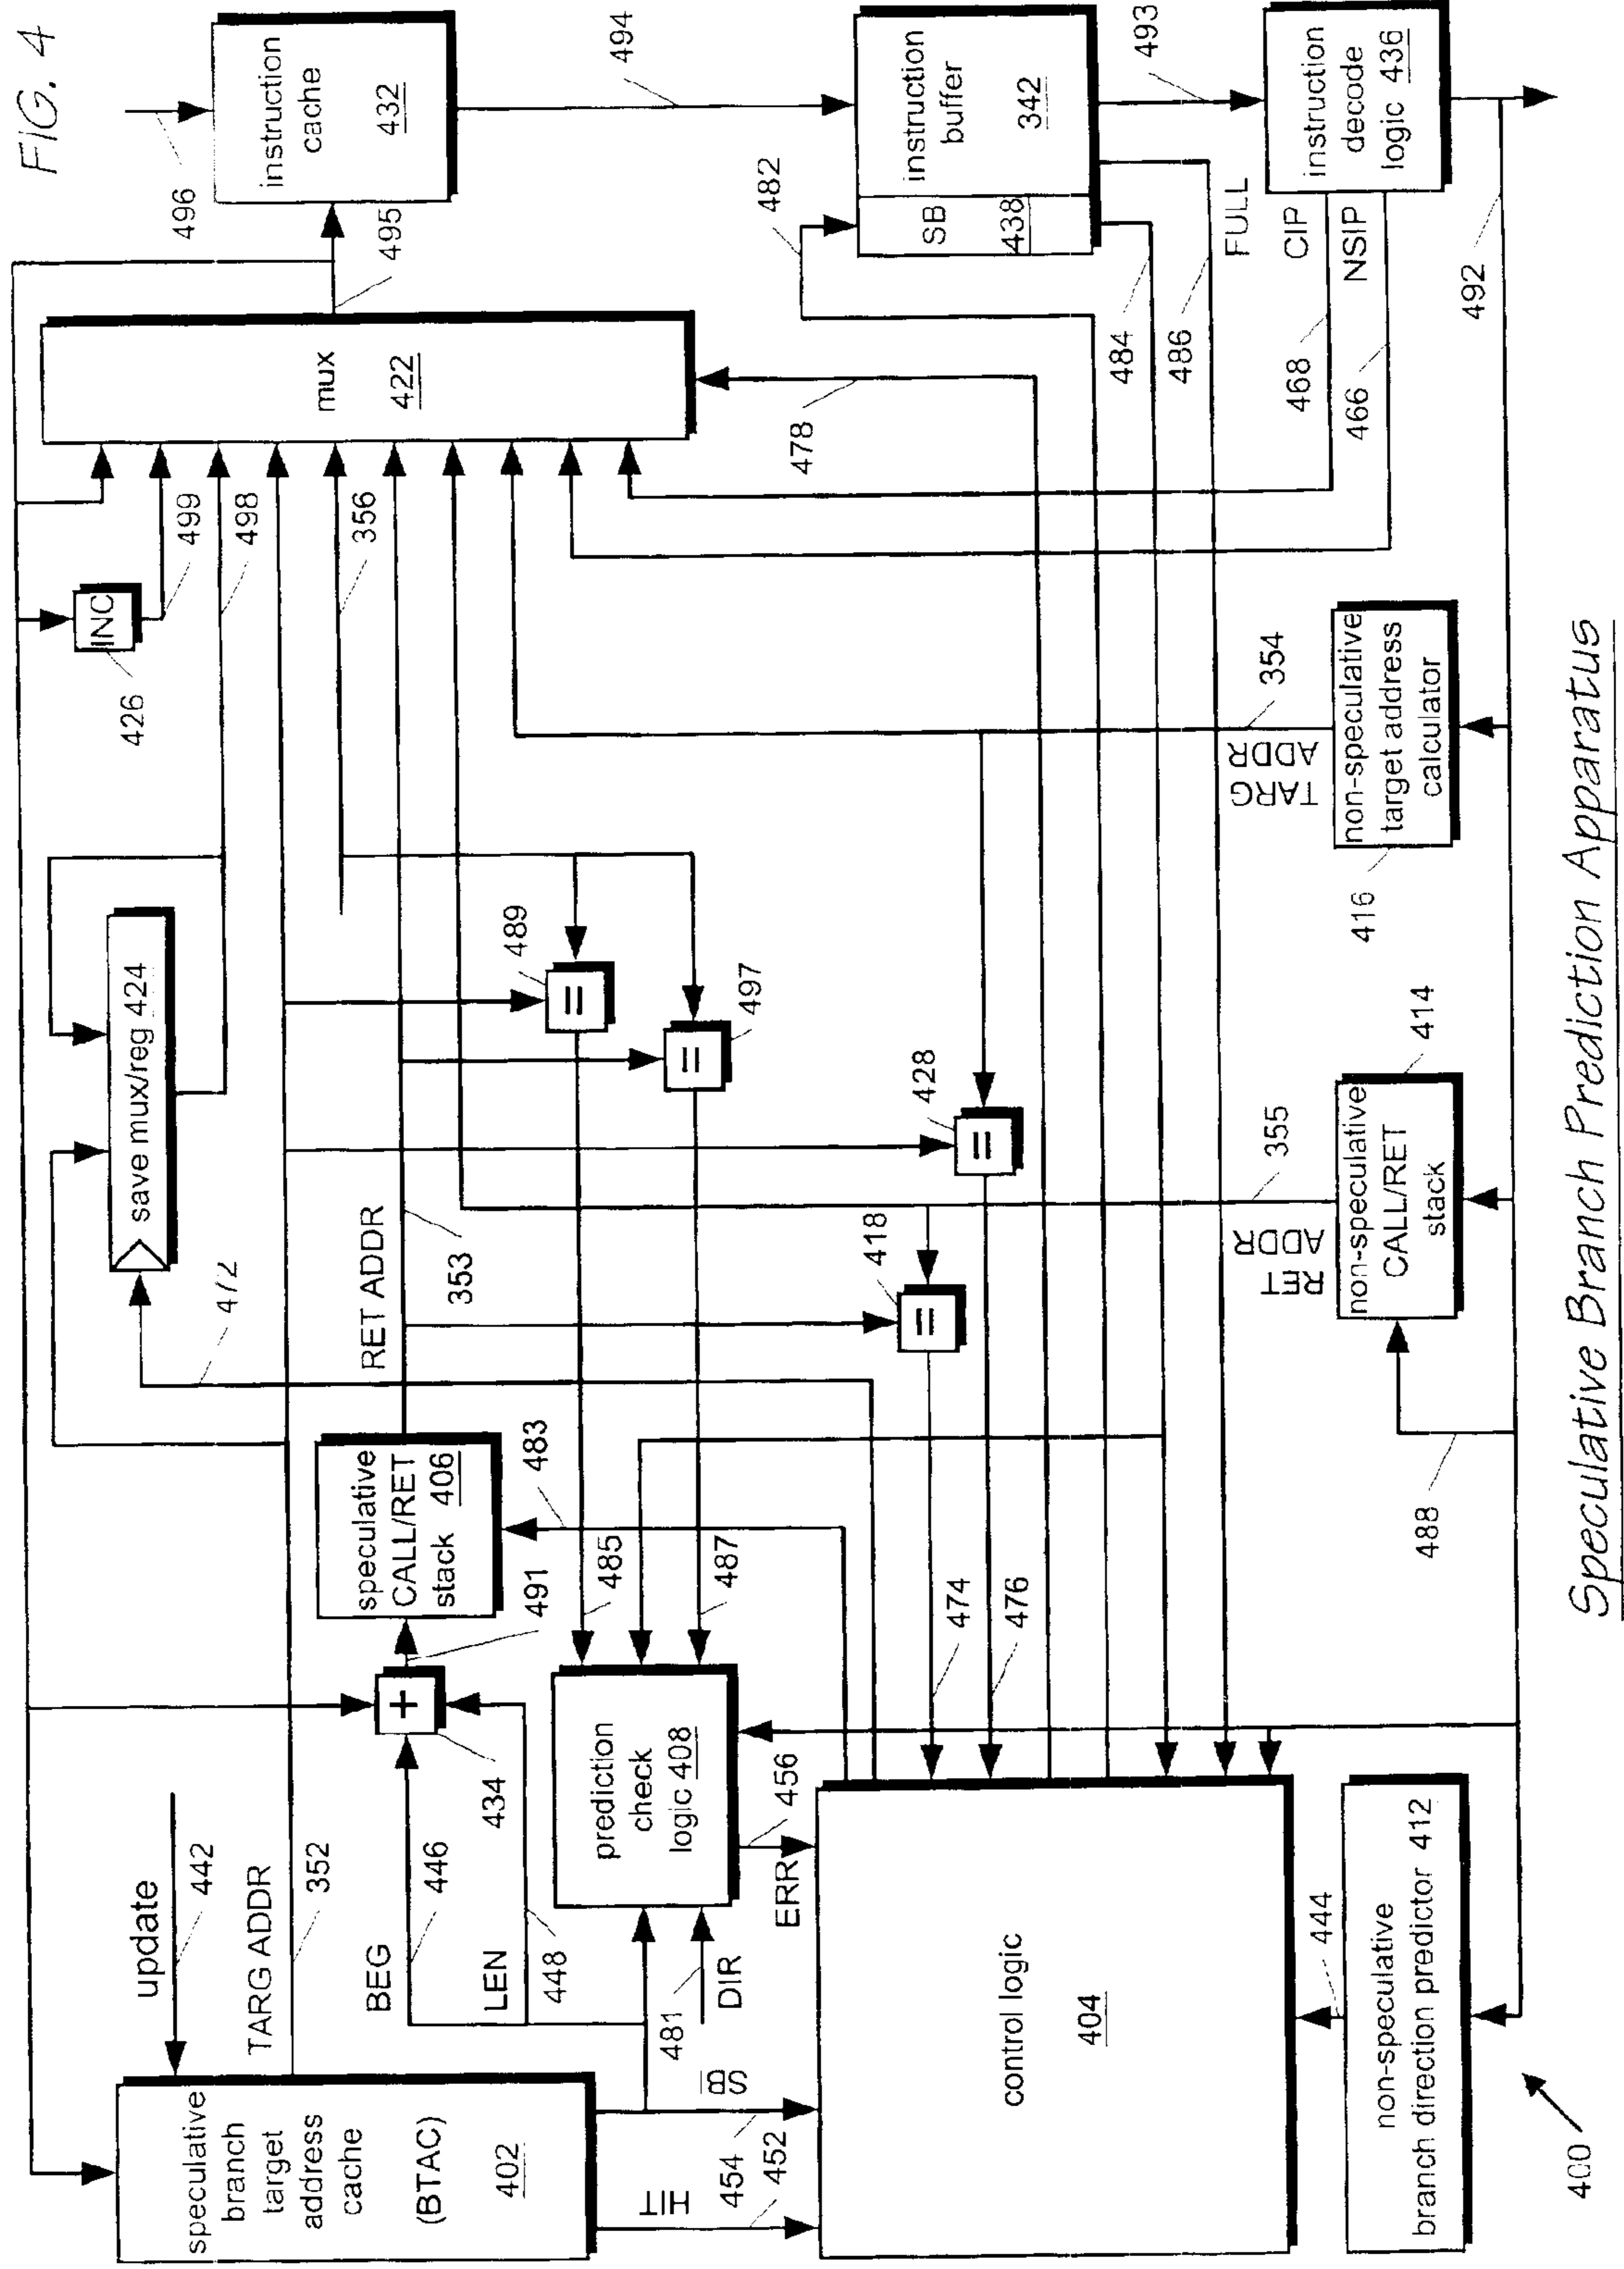 FIG. 4
496
instruction
cache
432
495
494
mux
422
478
482
instruction
buffer
342
SB
438
484
486
493
FULL
CIP
NSIP
468
466
instruction
decode
logic 436
492
INC
426
499
498
356
save mux/reg 424
472
489
497
428
418
RET ADDR
353
speculative
CALL/RET
stack 406
491
483
485
487
474
476
TARG
ADDR
354
non-speculative
target address
calculator
416
RET
ADDR
355
non-speculative
CALL/RET
stack
414
488
update
442
TARG ADDR
352
BEG
446
+
434
LEN
448
prediction
check
logic 408
456
ERR
481
DIR
speculative
branch
target
address
cache
(BTAC)
402
SBI
HIT
454
452
control logic
404
444
non-speculative
branch direction predictor 412
400
Speculative Branch Prediction Apparatus